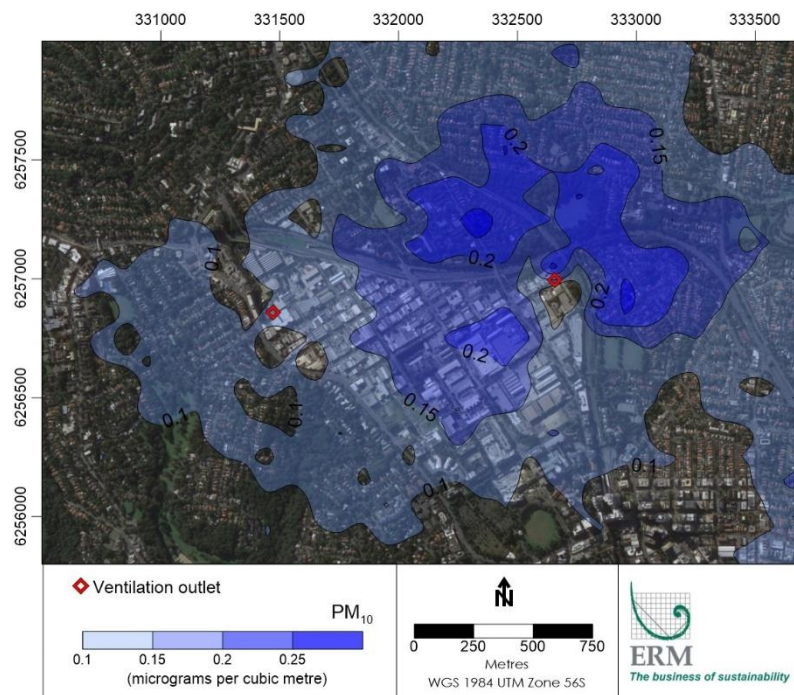 331000 331500 332000 332500 333000 333500
6257500
6257000
6256500
6256000
0.2
0.15
0.2
0.1
0.2
0.2
0.15
0.1
0.1
0.1
0.1
Ventilation outlet
PM10
0.1 0.15 0.2 0.25
(micrograms per cubic metre)
N
0 250 500 750
Metres
WGS 1984 UTM Zone 56S
ERM
The business of sustainability